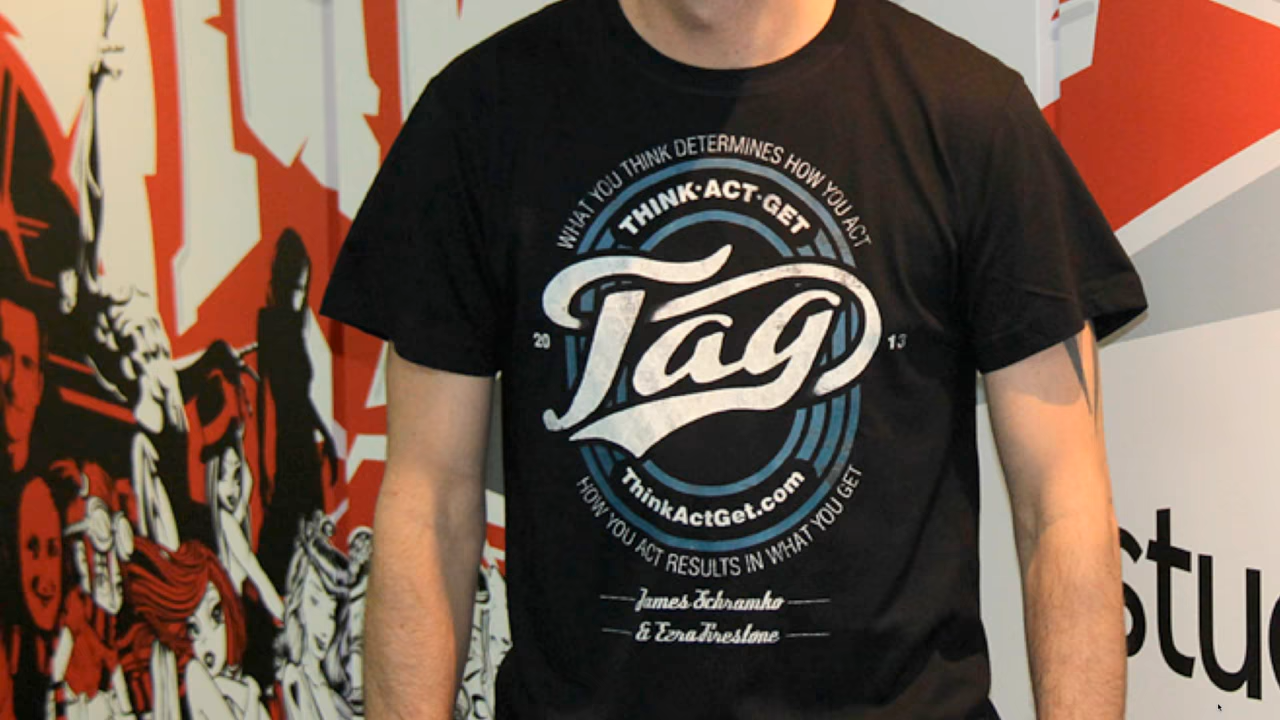 WHAT YOU THINK DETERMINES HOW YOU ACT
THINK·ACT·GET
Tag
20 13
ThinkActGet.com
HOW YOU ACT RESULTS IN WHAT YOU GET
James Schramko
& Ezra Firestone
stu